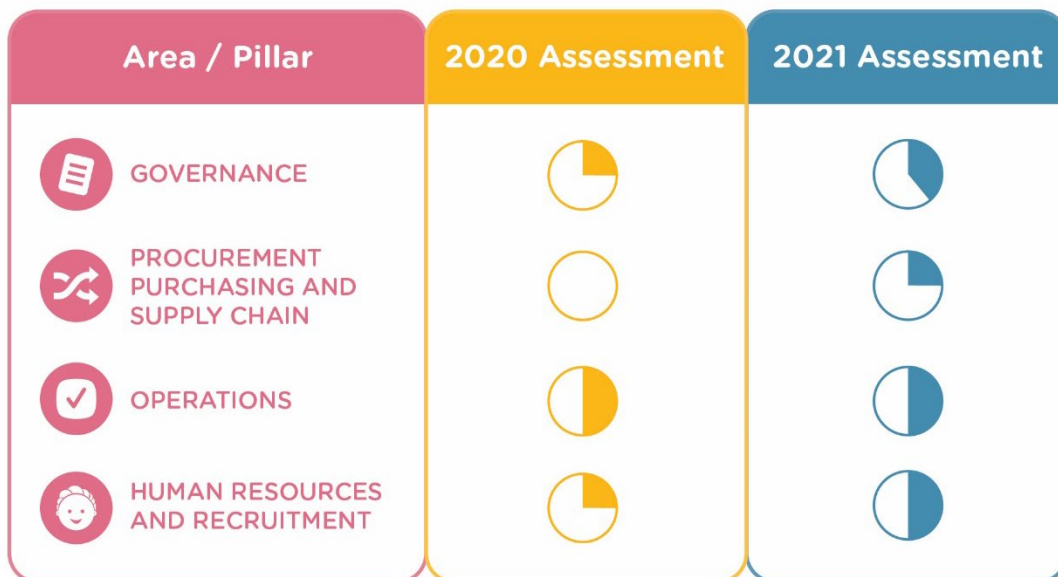 Area / Pillar
2020 Assessment
2021 Assessment
GOVERNANCE
PROCUREMENT
PURCHASING AND
SUPPLY CHAIN
OPERATIONS
HUMAN RESOURCES
AND RECRUITMENT